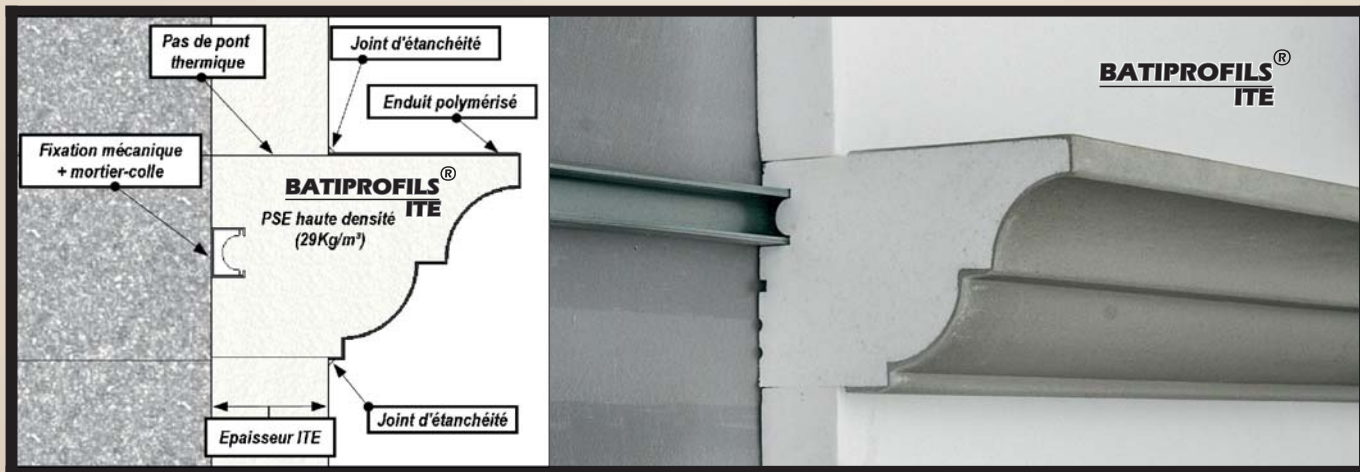 Pas de pont
thermique
Joint d'étanchéité
Enduit polymérisé
Fixation mécanique
+ mortier-colle
BATIPROFILS®
ITE
PSE haute densité
(29Kg/m³)
Joint d'étanchéité
Epaisseur ITE
BATIPROFILS®
ITE